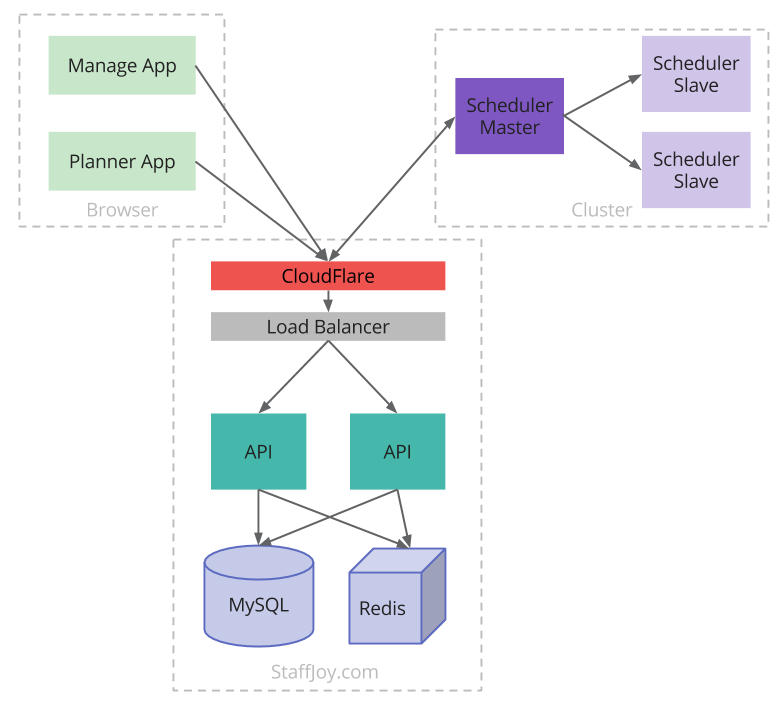 Manage App
Planner App
Browser
Scheduler
Master
Scheduler
Slave
Scheduler
Slave
Cluster
CloudFlare
Load Balancer
API
API
MySQL
Redis
StaffJoy.com